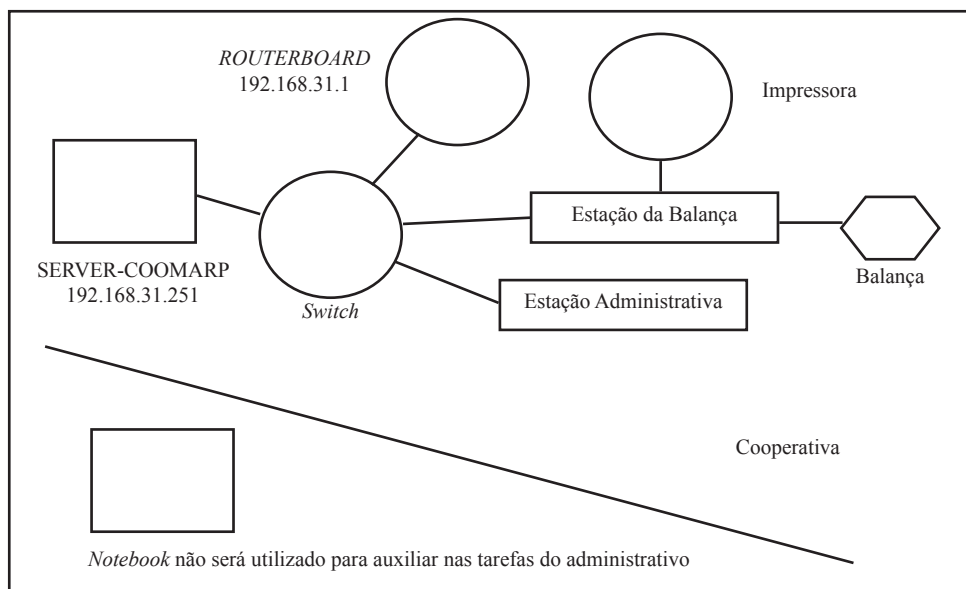 ROUTERBOARD
192.168.31.1
Impressora
Estação da Balança
SERVER-COOMARP
192.168.31.251
Switch
Estação Administrativa
Balança
Cooperativa
Notebook não será utilizado para auxiliar nas tarefas do administrativo